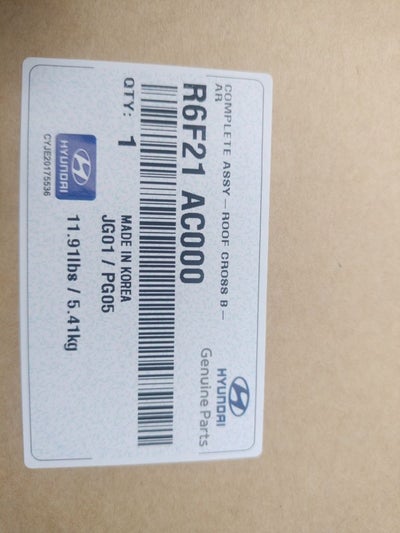 HYUNDAI
Genuine Parts
COMPLETE ASSY-ROOF CROSS B-
AR
R6F21 AC000
QTY: 1
MADE IN KOREA
JG01 / PG05
HYUNDAI
CYJE20175536
11.91lbs / 5.41kg